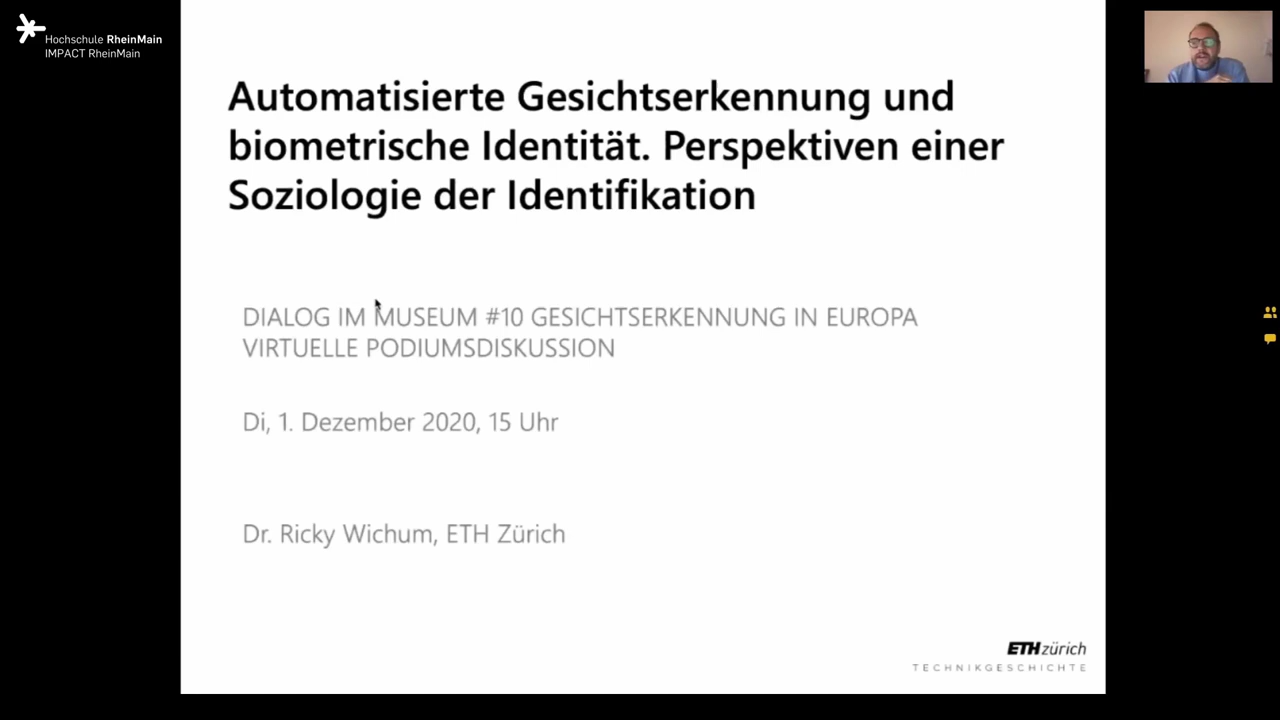 Hochschule RheinMain
IMPACT RheinMain
Automatisierte Gesichtserkennung und
biometrische Identität. Perspektiven einer
Soziologie der Identifikation
DIALOG IM MUSEUM #10 GESICHTSERKENNUNG IN EUROPA
VIRTUELLE PODIUMSDISKUSSION
Di, 1. Dezember 2020, 15 Uhr
Dr. Ricky Wichum, ETH Zürich
ETH zürich
TECHNIKGESCHICHTE